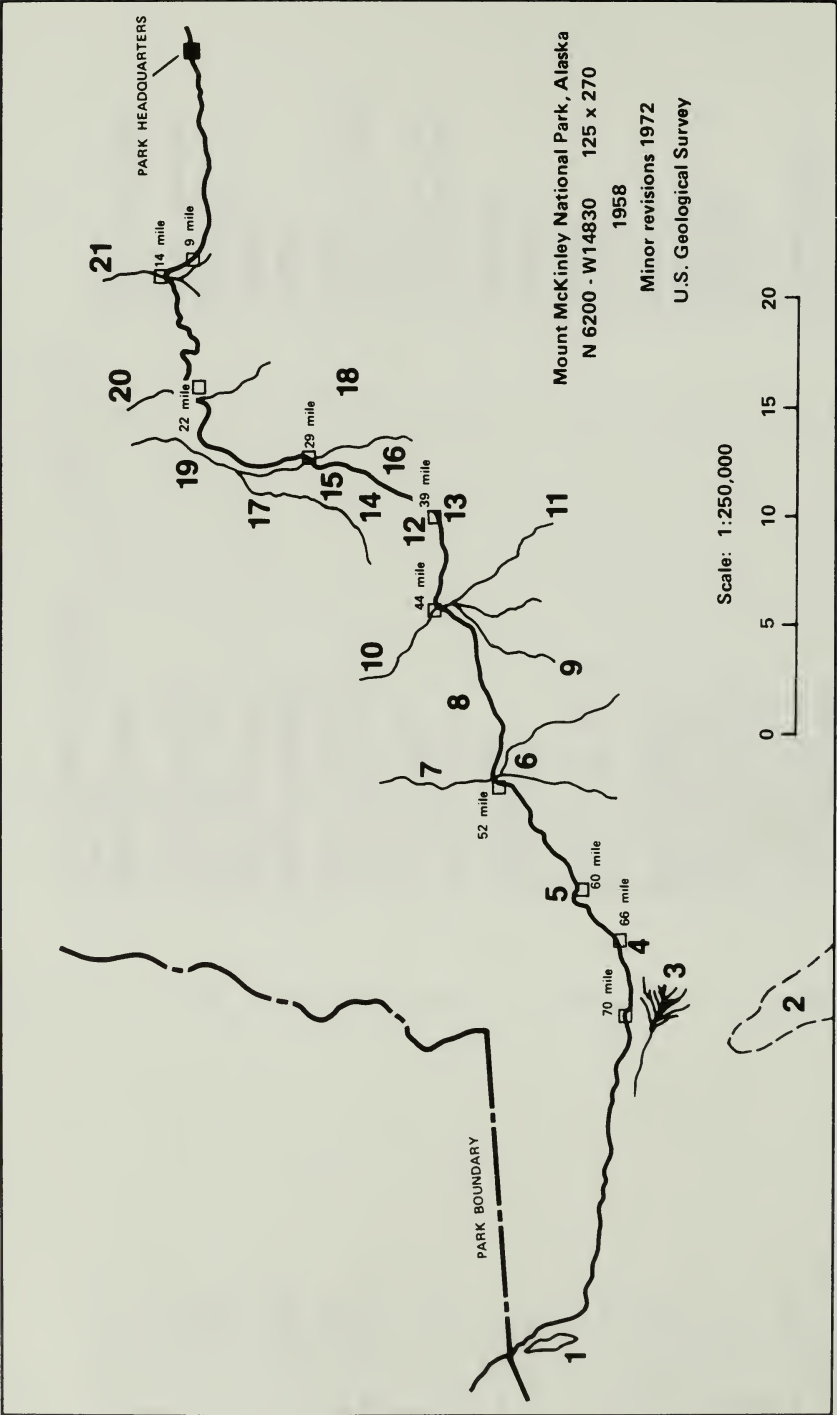 PARK HEADQUARTERS
21
14 mile
9 mile
20
22 mile
18
19
29 mile
15
16
17
14
39 mile
12
13
11
44 mile
10
9
8
7
6
52 mile
5
60 mile
66 mile
4
70 mile
3
2
PARK BOUNDARY
1
Mount McKinley National Park, Alaska
N 6200 - W14830 125 x 270
1958
Minor revisions 1972
U.S. Geological Survey
Scale: 1:250,000
0 5 10 15 20